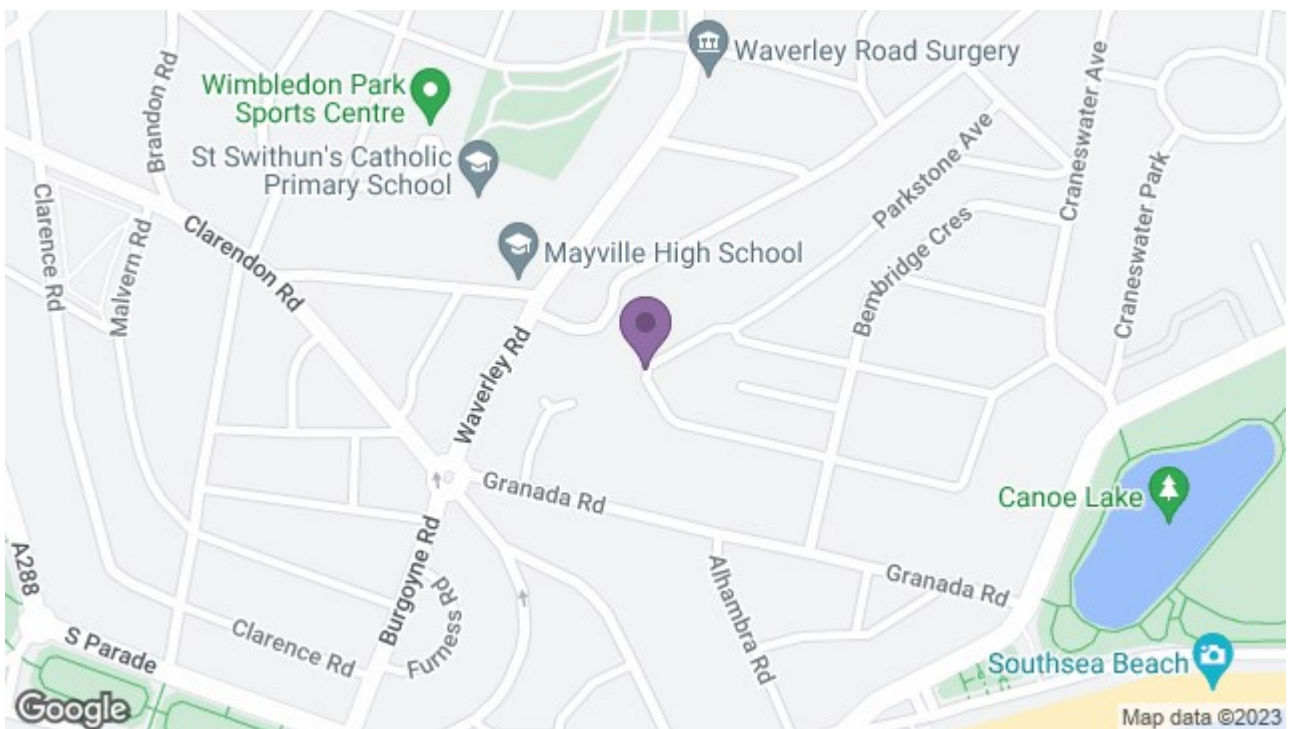 Waverley Road Surgery
Wimbledon Park
Sports Centre
St Swithun's Catholic
Primary School
Brandon Rd
Craneswater Ave
Parkstone Ave
Craneswater Park
Clarence Rd
Malvern Rd
Clarendon Rd
Mayville High School
Bembridge Cres
Waverley Rd
Granada Rd
Canoe Lake
A288
Burgoyne Rd
Furness Rd
Alhambra Rd
Granada Rd
S Parade
Clarence Rd
Southsea Beach
Google
Map data ©2023